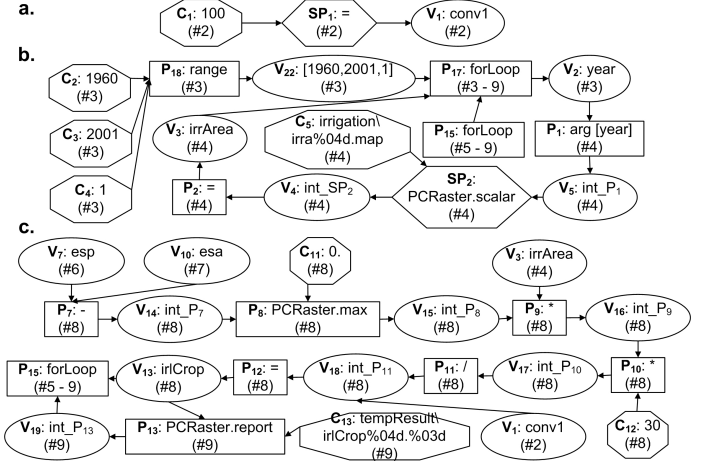 a.
C1: 100
(#2)
SP1: =
(#2)
V1: conv1
(#2)
b.
C2: 1960
(#3)
P18: range
(#3)
V22: [1960,2001,1]
(#3)
P17: forLoop
(#3 - 9)
V2: year
(#3)
C3: 2001
(#3)
V3: irrArea
(#4)
C5: irrigation\
irra%04d.map
(#4)
P15: forLoop
(#5 - 9)
P1: arg [year]
(#4)
C4: 1
(#3)
P2: =
(#4)
V4: int_SP2
(#4)
SP2:
PCRaster.scalar
(#4)
V5: int_P1
(#4)
c.
V7: esp
(#6)
V10: esa
(#7)
C11: 0.
(#8)
V3: irrArea
(#4)
P7: -
(#8)
V14: int_P7
(#8)
P8: PCRaster.max
(#8)
V15: int_P8
(#8)
P9: *
(#8)
V16: int_P9
(#8)
P15: forLoop
(#5 - 9)
V13: irlCrop
(#8)
P12: =
(#8)
V18: int_P11
(#8)
P11: /
(#8)
V17: int_P10
(#8)
P10: *
(#8)
V19: int_P13
(#9)
P13: PCRaster.report
(#9)
C13: tempResult\
irlCrop%04d.%03d
(#9)
V1: conv1
(#2)
C12: 30
(#8)